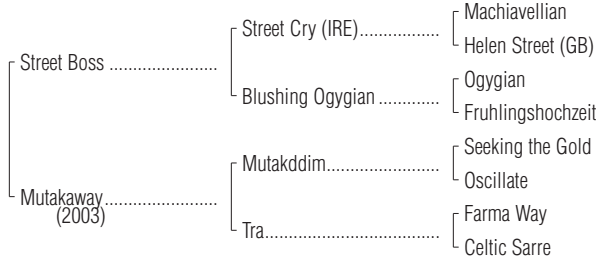 Machiavellian
Street Cry (IRE)....................
Helen Street (GB)
Street Boss ...........................
Ogygian
Blushing Ogygian ...............
Fruhlingshochzeit
Seeking the Gold
Mutakddim............................
Oscillate
Mutakaway............................
(2003)
Farma Way
Tra...........................................
Celtic Sarre